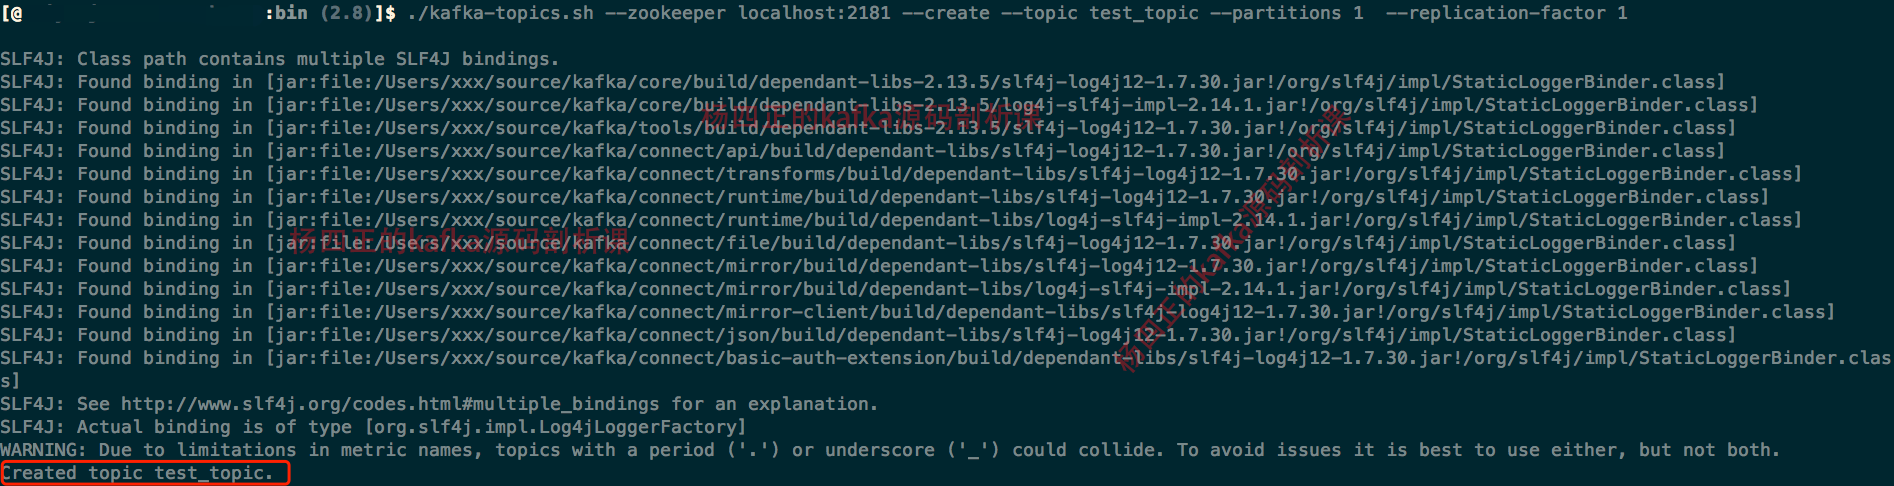 [@ :bin (2.8)]$ ./kafka-topics.sh --zookeeper localhost:2181 --create --topic test_topic --partitions 1  --replication-factor 1
SLF4J: Class path contains multiple SLF4J bindings.
SLF4J: Found binding in [jar:file:/Users/xxx/source/kafka/core/build/dependant-libs-2.13.5/slf4j-log4j12-1.7.30.jar!/org/slf4j/impl/StaticLoggerBinder.class]
SLF4J: Found binding in [jar:file:/Users/xxx/source/kafka/core/build/dependant-libs-2.13.5/log4j-slf4j-impl-2.14.1.jar!/org/slf4j/impl/StaticLoggerBinder.class]
杨四正的kafka源码剖析课
SLF4J: Found binding in [jar:file:/Users/xxx/source/kafka/tools/build/dependant-libs-2.13.5/slf4j-log4j12-1.7.30.jar!/org/slf4j/impl/StaticLoggerBinder.class]
SLF4J: Found binding in [jar:file:/Users/xxx/source/kafka/connect/api/build/dependant-libs/slf4j-log4j12-1.7.30.jar!/org/slf4j/impl/StaticLoggerBinder.class]
SLF4J: Found binding in [jar:file:/Users/xxx/source/kafka/connect/transforms/build/dependant-libs/slf4j-log4j12-1.7.30.jar!/org/slf4j/impl/StaticLoggerBinder.class]
SLF4J: Found binding in [jar:file:/Users/xxx/source/kafka/connect/runtime/build/dependant-libs/slf4j-log4j12-1.7.30.jar!/org/slf4j/impl/StaticLoggerBinder.class]
SLF4J: Found binding in [jar:file:/Users/xxx/source/kafka/connect/runtime/build/dependant-libs/log4j-slf4j-impl-2.14.1.jar!/org/slf4j/impl/StaticLoggerBinder.class]
SLF4J: Found binding in [jar:file:/Users/xxx/source/kafka/connect/file/build/dependant-libs/slf4j-log4j12-1.7.30.jar!/org/slf4j/impl/StaticLoggerBinder.class]
杨四正的kafka源码剖析课
杨四正的kafka源码剖析课
SLF4J: Found binding in [jar:file:/Users/xxx/source/kafka/connect/mirror/build/dependant-libs/slf4j-log4j12-1.7.30.jar!/org/slf4j/impl/StaticLoggerBinder.class]
SLF4J: Found binding in [jar:file:/Users/xxx/source/kafka/connect/mirror/build/dependant-libs/log4j-slf4j-impl-2.14.1.jar!/org/slf4j/impl/StaticLoggerBinder.class]
SLF4J: Found binding in [jar:file:/Users/xxx/source/kafka/connect/mirror-client/build/dependant-libs/slf4j-log4j12-1.7.30.jar!/org/slf4j/impl/StaticLoggerBinder.class]
SLF4J: Found binding in [jar:file:/Users/xxx/source/kafka/connect/json/build/dependant-libs/slf4j-log4j12-1.7.30.jar!/org/slf4j/impl/StaticLoggerBinder.class]
SLF4J: Found binding in [jar:file:/Users/xxx/source/kafka/connect/basic-auth-extension/build/dependant-libs/slf4j-log4j12-1.7.30.jar!/org/slf4j/impl/StaticLoggerBinder.clas
s]
SLF4J: See http://www.slf4j.org/codes.html#multiple_bindings for an explanation.
SLF4J: Actual binding is of type [org.slf4j.impl.Log4jLoggerFactory]
WARNING: Due to limitations in metric names, topics with a period ('.') or underscore ('_') could collide. To avoid issues it is best to use either, but not both.
Created topic test_topic.